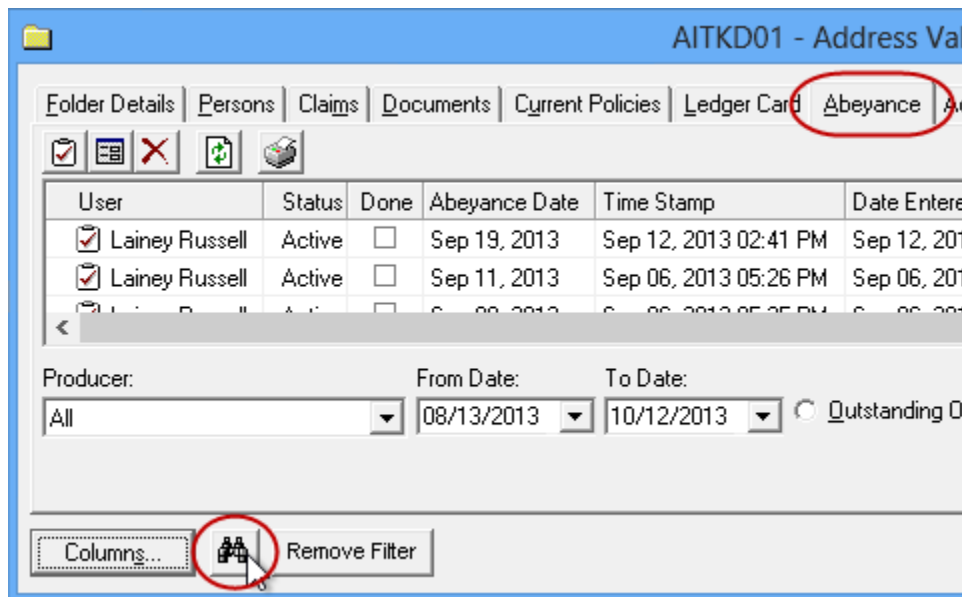 AITKD01 - Address Val
Folder Details Persons Claims Documents Current Policies Ledger Card Abeyance
User Status Done Abeyance Date Time Stamp Date Entere
Lainey Russell Active Sep 19, 2013 Sep 12, 2013 02:41 PM Sep 12, 201
Lainey Russell Active Sep 11, 2013 Sep 06, 2013 05:26 PM Sep 06, 201
Producer: From Date: To Date:
All 08/13/2013 10/12/2013 Outstanding O
Columns... Remove Filter